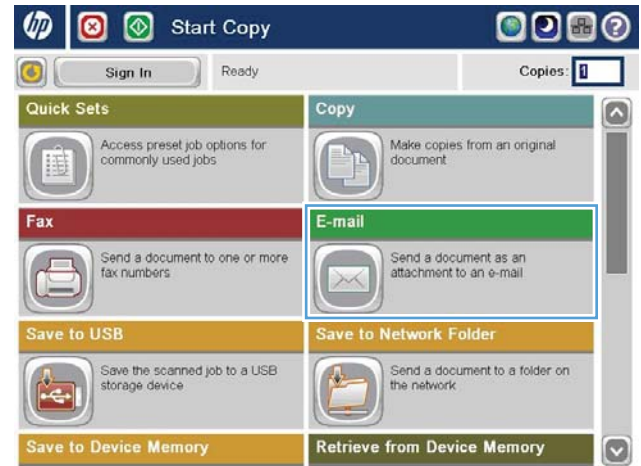 hp
Start Copy
?
Sign In
Ready
Copies: 1
Quick Sets
Access preset job options for
commonly used jobs
Copy
Make copies from an original
document
Fax
Send a document to one or more
fax numbers
E-mail
Send a document as an
attachment to an e-mail
Save to USB
Save the scanned job to a USB
storage device
Save to Network Folder
Send a document to a folder on
the network
Save to Device Memory
Retrieve from Device Memory